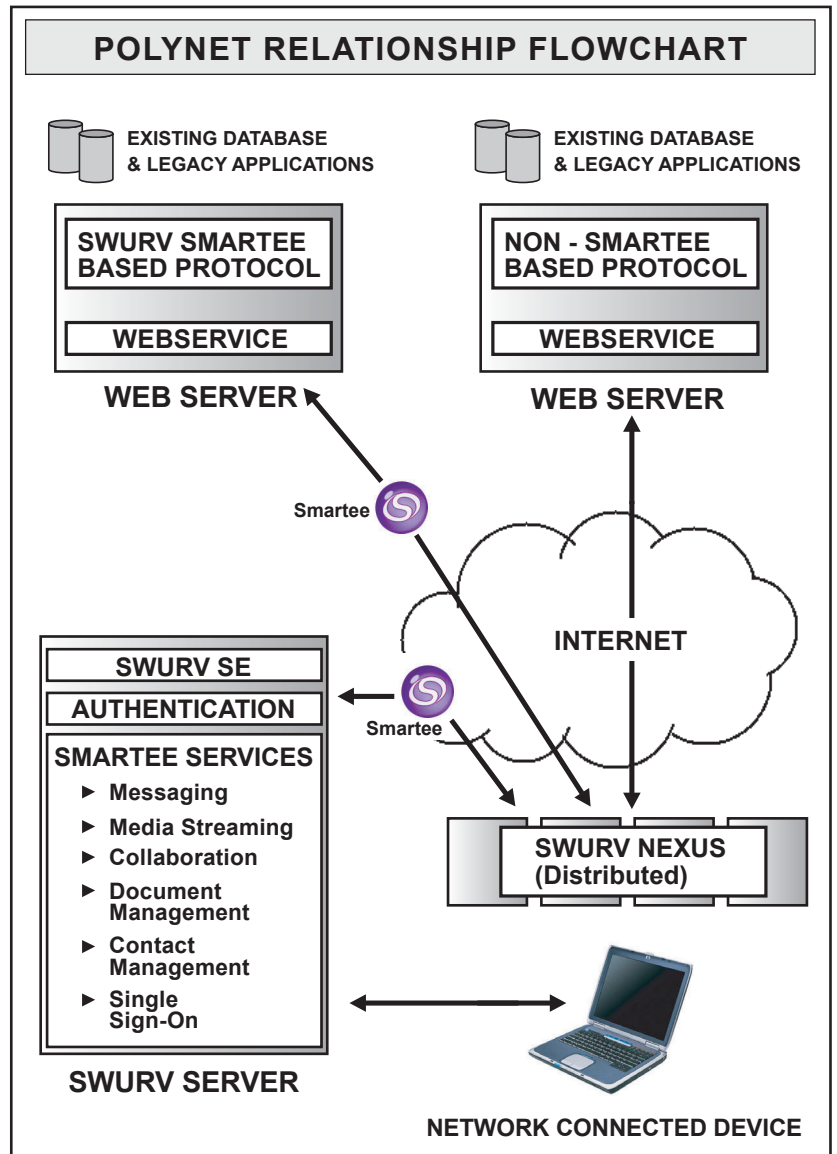 POLYNET RELATIONSHIP FLOWCHART
EXISTING DATABASE
& LEGACY APPLICATIONS
EXISTING DATABASE
& LEGACY APPLICATIONS
SWURV SMARTEE
BASED PROTOCOL
WEBSERVICE
WEB SERVER
NON - SMARTEE
BASED PROTOCOL
WEBSERVICE
WEB SERVER
Smartee
INTERNET
Smartee
SWURV SE
AUTHENTICATION
SMARTEE SERVICES
► Messaging
► Media Streaming
► Collaboration
► Document
Management
► Contact
Management
► Single
Sign-On
SWURV SERVER
SWURV NEXUS
(Distributed)
NETWORK CONNECTED DEVICE